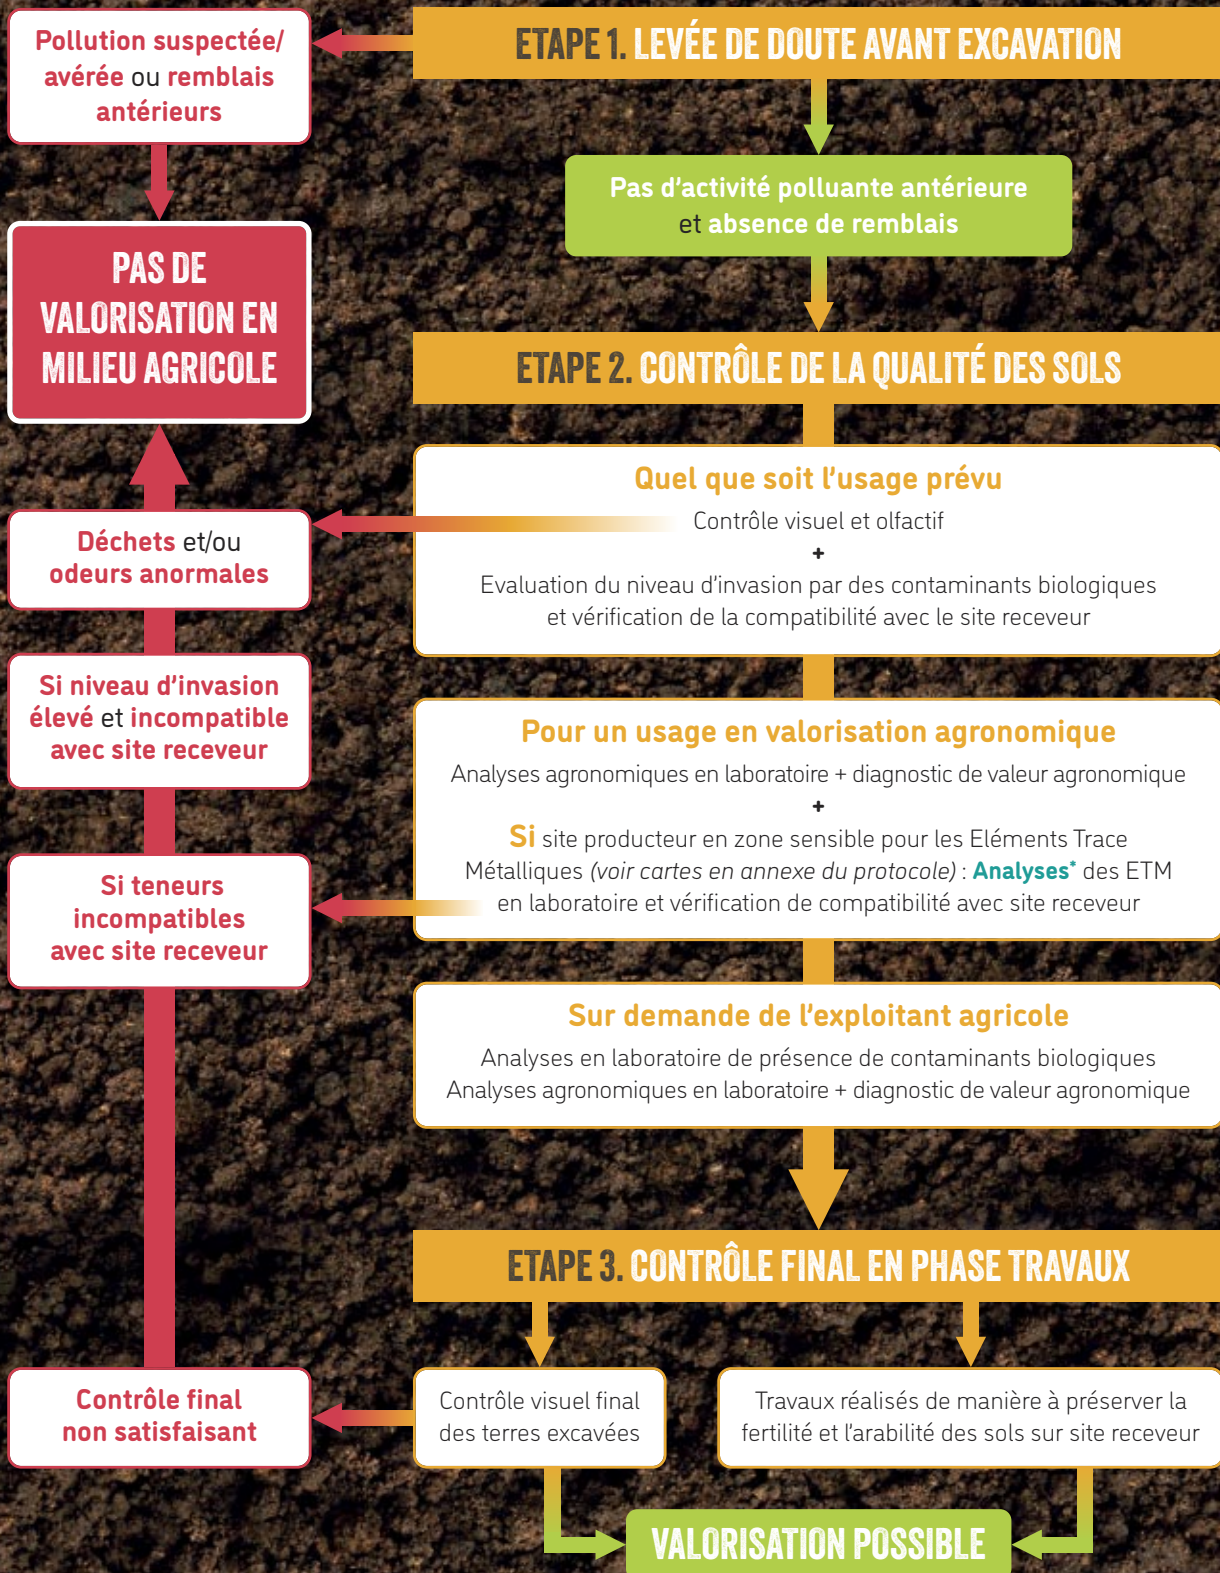 Pollution suspectée/
avérée ou remblais
antérieurs
PAS DE
VALORISATION EN
MILIEU AGRICOLE
Déchets et/ou
odeurs anormales
Si niveau d'invasion
élevé et incompatible
avec site receveur
Si teneurs
incompatibles
avec site receveur
Contrôle final
non satisfaisant
ETAPE 1. LEVÉE DE DOUTE AVANT EXCAVATION
Pas d'activité polluante antérieure
et absence de remblais
ETAPE 2. CONTRÔLE DE LA QUALITÉ DES SOLS
Quel que soit l'usage prévu
Contrôle visuel et olfactif
+
Evaluation du niveau d'invasion par des contaminants biologiques
et vérification de la compatibilité avec le site receveur
Pour un usage en valorisation agronomique
Analyses agronomiques en laboratoire + diagnostic de valeur agronomique
+
Si site producteur en zone sensible pour les Eléments Trace
Métalliques (voir cartes en annexe du protocole) : Analyses* des ETM
en laboratoire et vérification de compatibilité avec site receveur
Sur demande de l'exploitant agricole
Analyses en laboratoire de présence de contaminants biologiques
Analyses agronomiques en laboratoire + diagnostic de valeur agronomique
ETAPE 3. CONTRÔLE FINAL EN PHASE TRAVAUX
Contrôle visuel final
des terres excavées
Travaux réalisés de manière à préserver la
fertilité et l'arabilité des sols sur site receveur
VALORISATION POSSIBLE